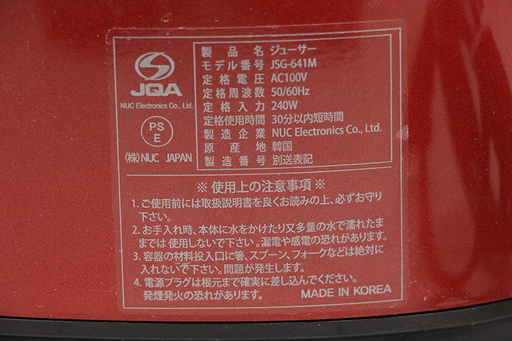 JQA
NUC Electronics Co., Ltd.
PS
E
(株) NUC JAPAN
製品名 ジューサー
モデル番号 JSG-641M
定格電圧 AC100V
定格周波数 50/60Hz
定格入力 240W
定格使用時間 30分以内短時間
製造企業 NUC Electronics Co., Ltd.
原産地 韓国
製造番号 別送表記
※ 使用上の注意事項 ※
1. ご使用前には取扱説明書を良くお読みの上、必ずお守り
下さい。
2. お手入れ時、本体に水をかけたり又多量の水で濡れたま
までは 使用しないで下さい。漏電や感電の恐れがあります。
3. 容器の材料投入口に箸、スプーン、フォークなどは絶対に
入れないで下さい。問題が発生します。
4. 電源プラグは根元まで確実に差し込んでください。
発煙発火の恐れがあります。 MADE IN KOREA